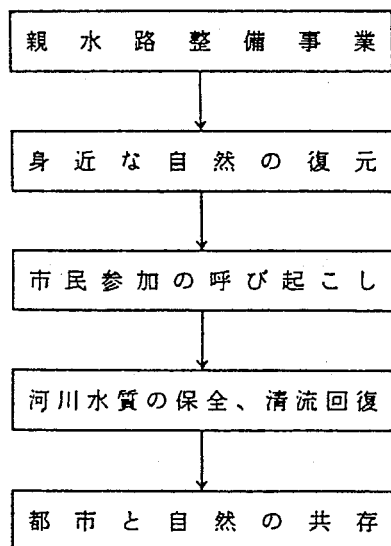 親水路整備事業
身近な自然の復元
市民参加の呼び起こし
河川水質の保全、清流回復
都市と自然の共存